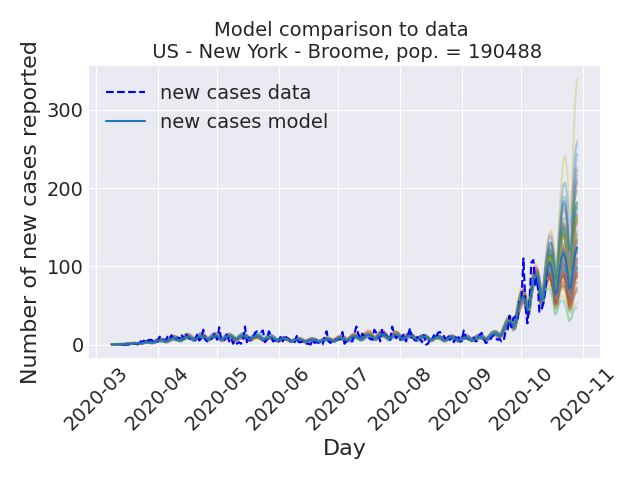 Model comparison to data
US - New York - Broome, pop. = 190488
Number of new cases reported
300
200
100
0
new cases data
new cases model
2020-03
2020-04
2020-05
2020-06
2020-07
2020-08
2020-09
2020-10
2020-11
Day